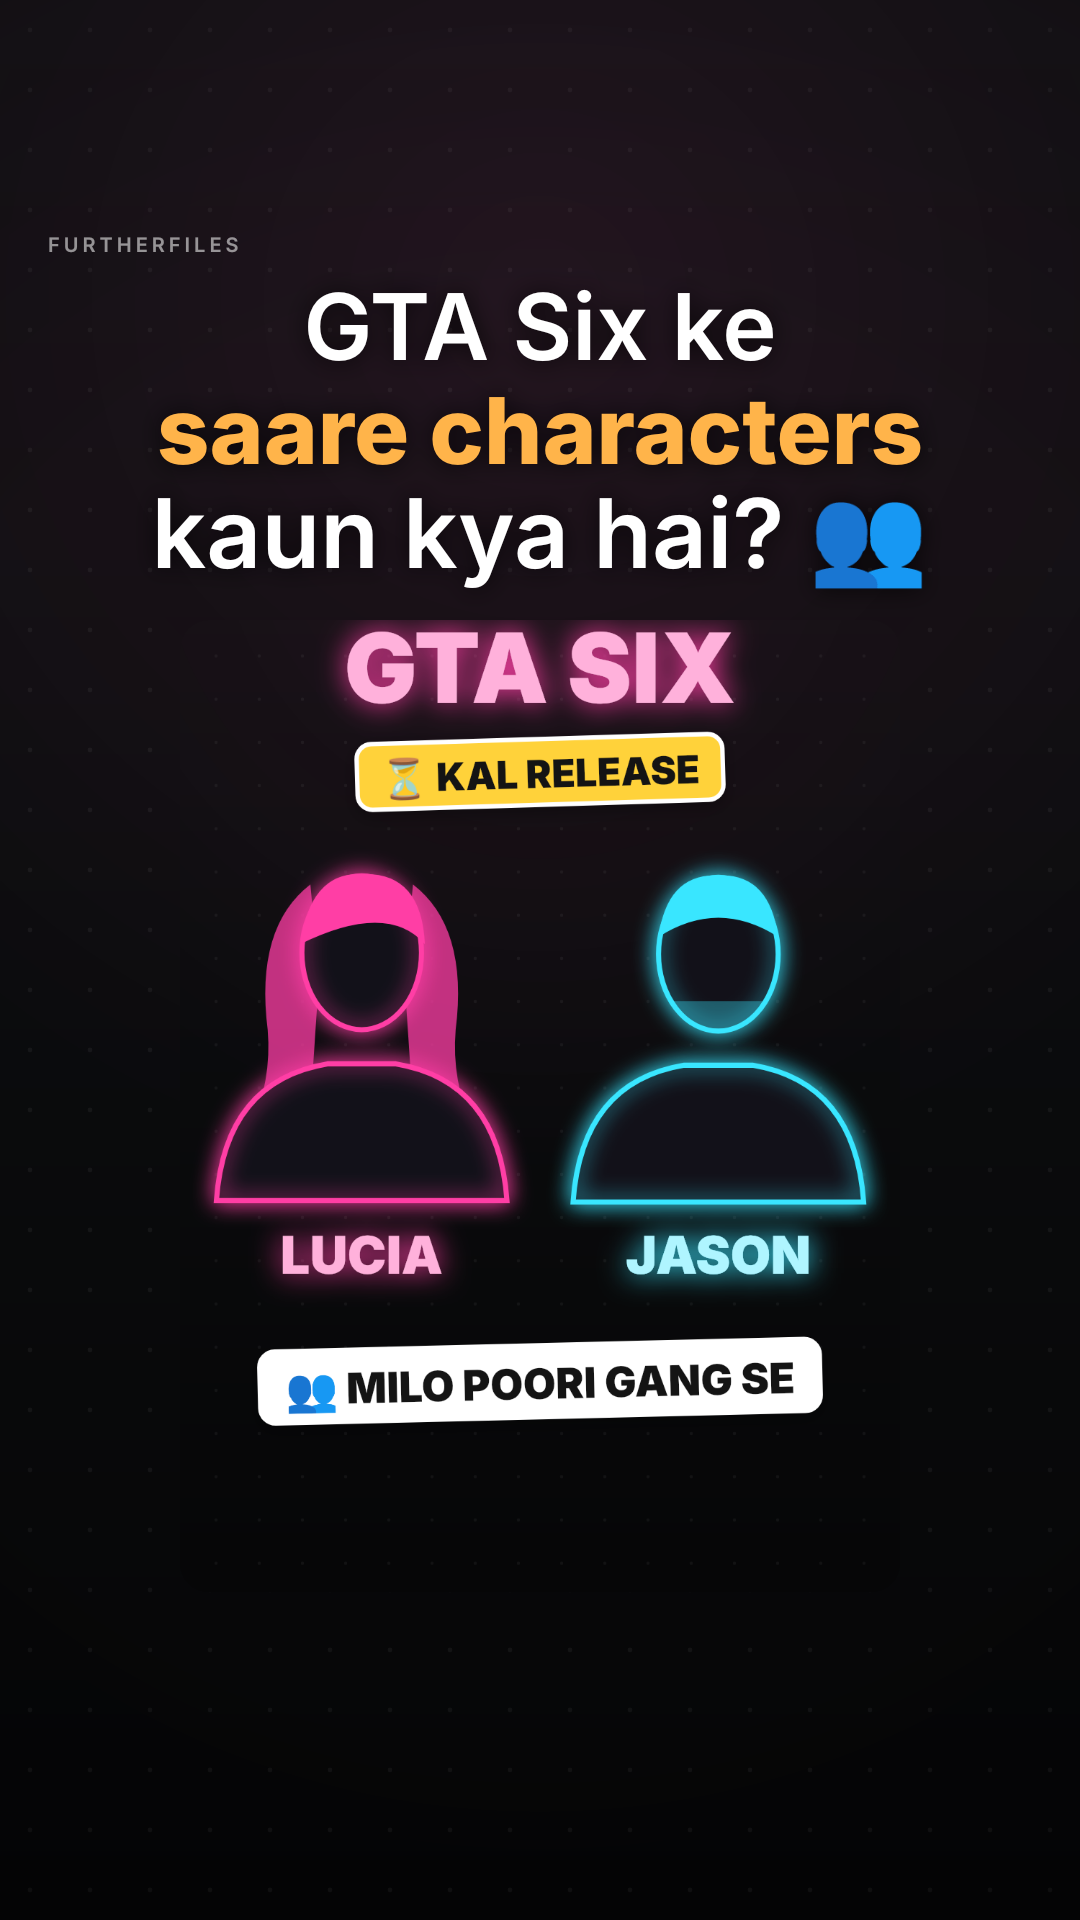 FURTHERFILES
GTA Six ke
saare characters
kaun kya hai? 👥
GTA SIX
⏳ KAL RELEASE
LUCIA
JASON
👥 MILO POORI GANG SE